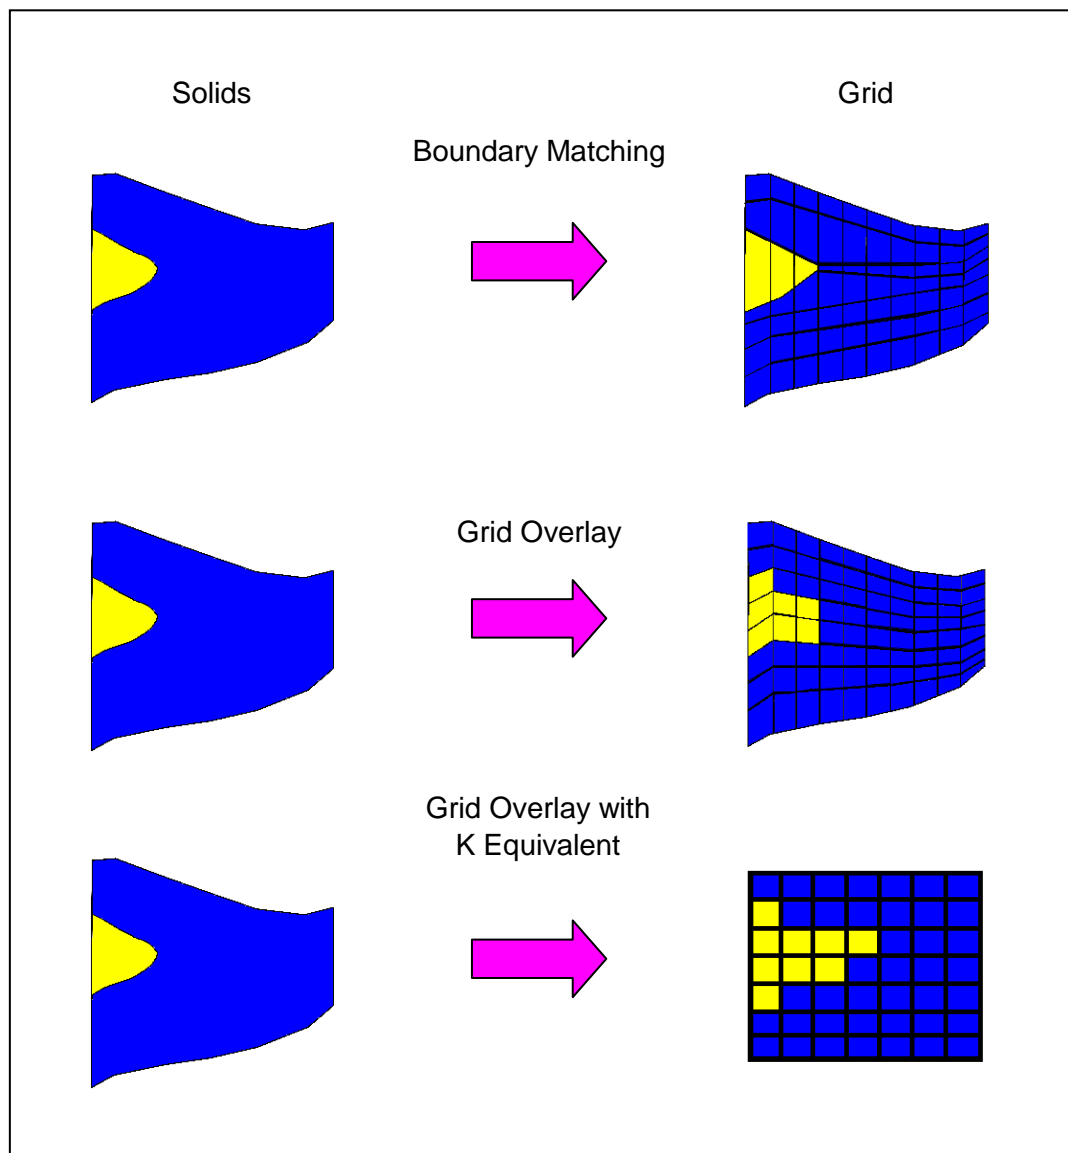 Solids
Grid
Boundary Matching
Grid Overlay
Grid Overlay with
K Equivalent